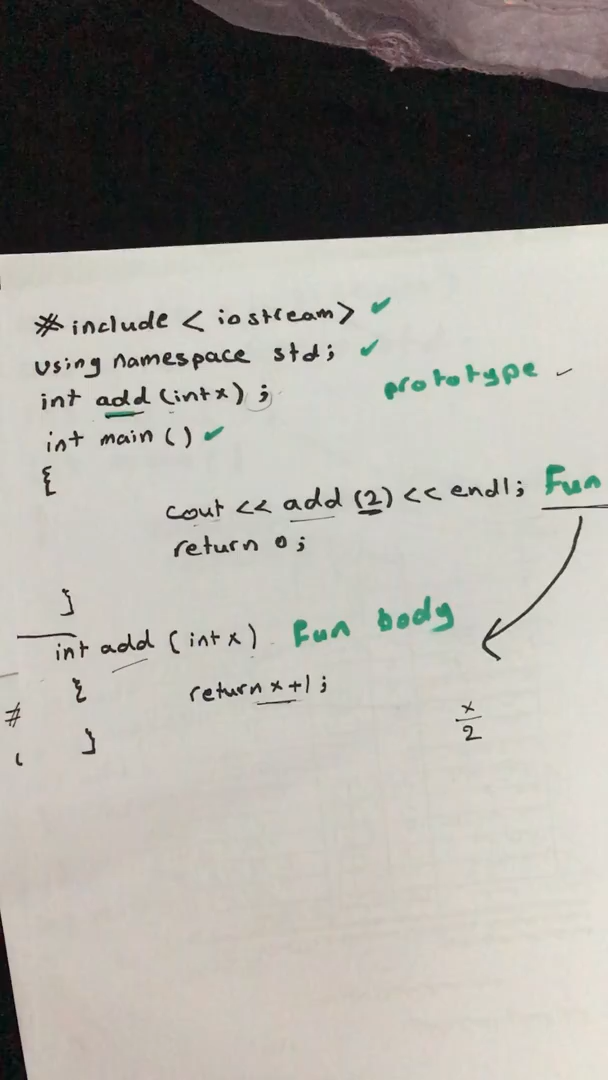 #include < iostream> ✓
using namespace std; ✓
int add (int x) ; prototype ✓
int main () ✓
{
cout << add (2) << endl; Fun
return 0;
}
int add (int x) Fun body
{ return x+1;
#
}
x
2